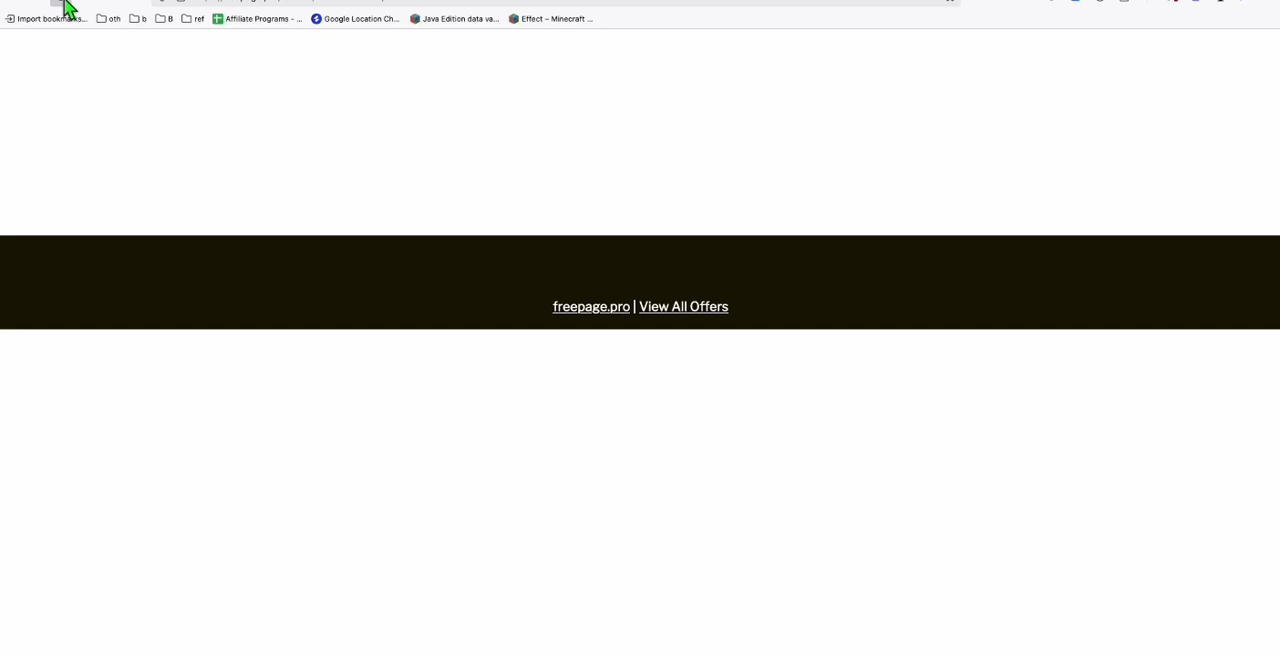 Import bookmarks... oth b B ref Affiliate Programs - ... Google Location Ch... Java Edition data va... Effect – Minecraft ...
freepage.pro | View All Offers